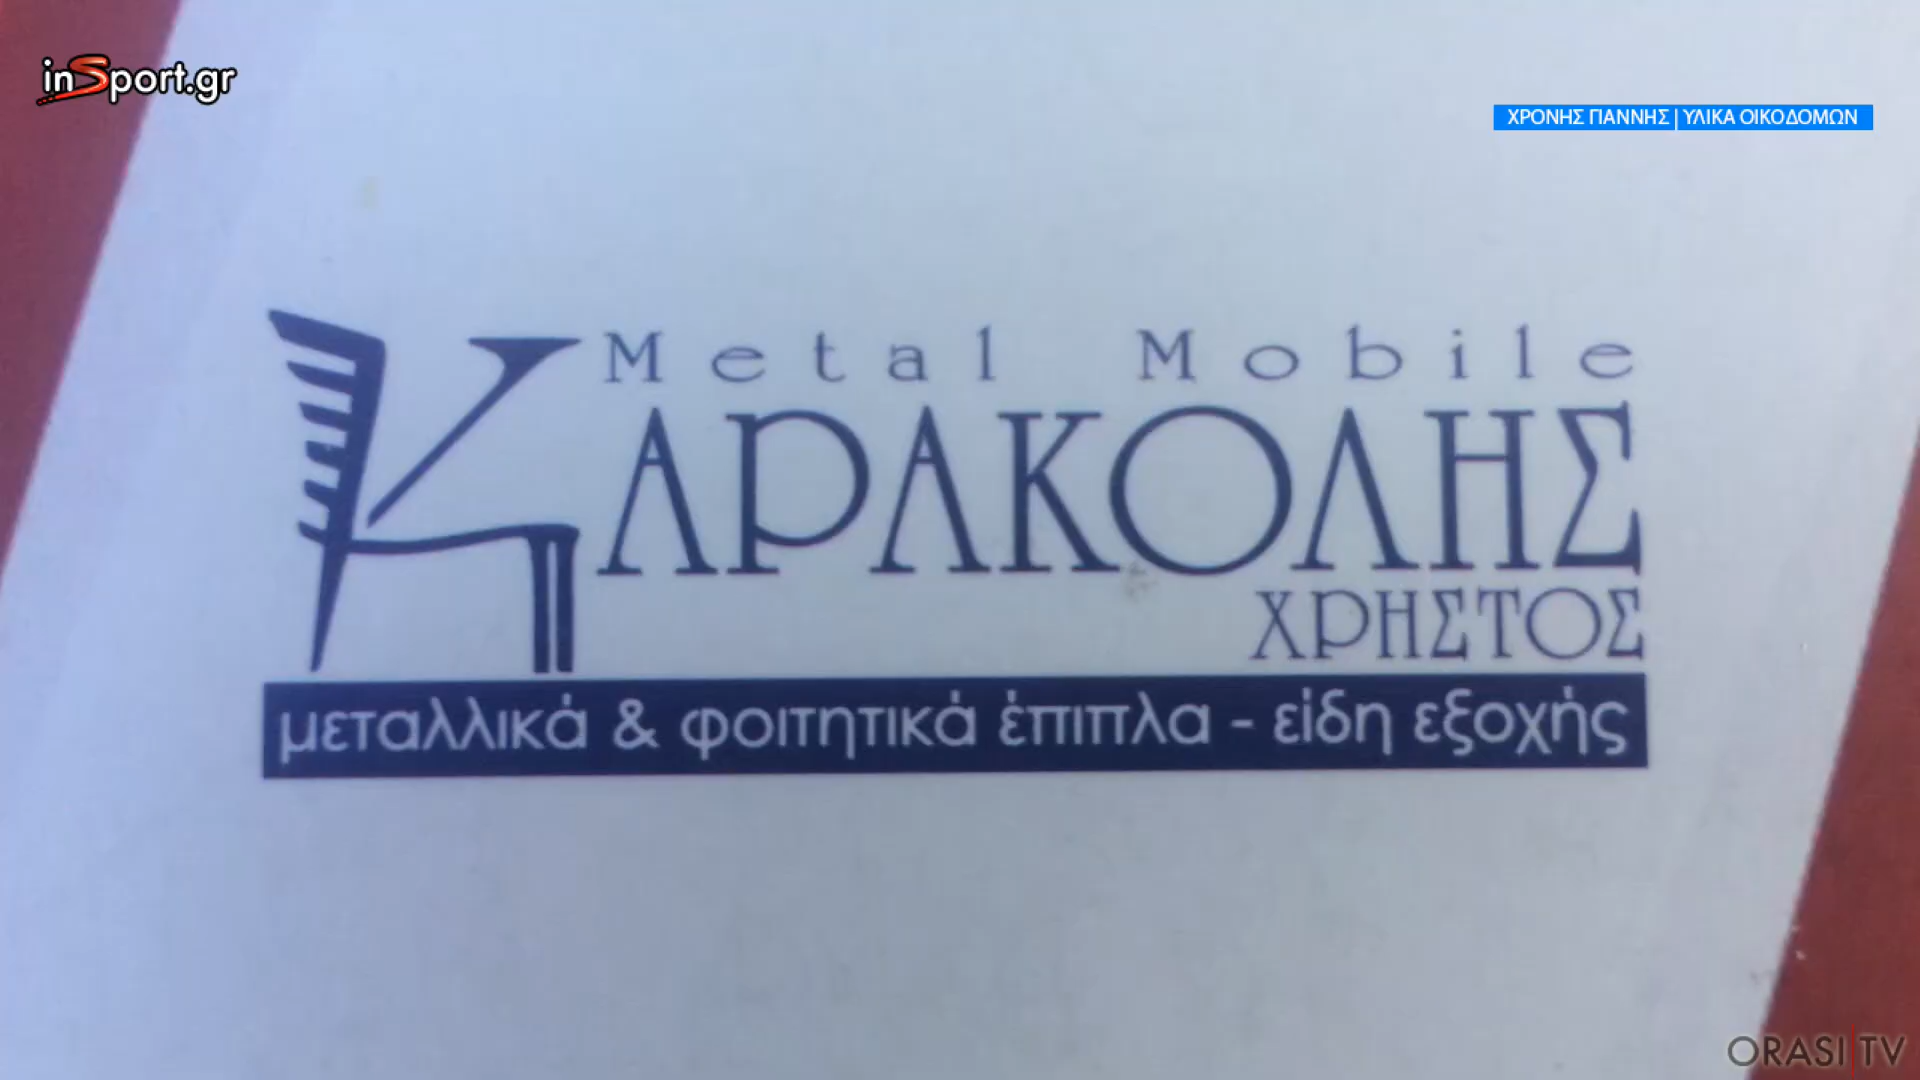 inSport.gr
ΧΡΟΝΗΣ ΓΙΑΝΝΗΣ | ΥΛΙΚΑ ΟΙΚΟΔΟΜΩΝ
Metal Mobile
ΚΑΡΑΚΟΛΗΣ
ΧΡΗΣΤΟΣ
μεταλλικά & φοιτητικά έπιπλα - είδη εξοχής
ORASI|TV